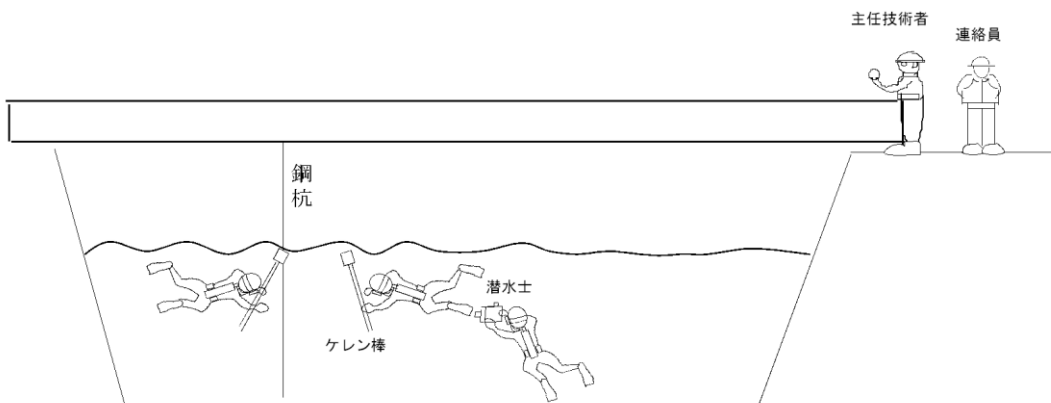 主任技術者
連絡員
鋼杭
潜水士
ケレン棒